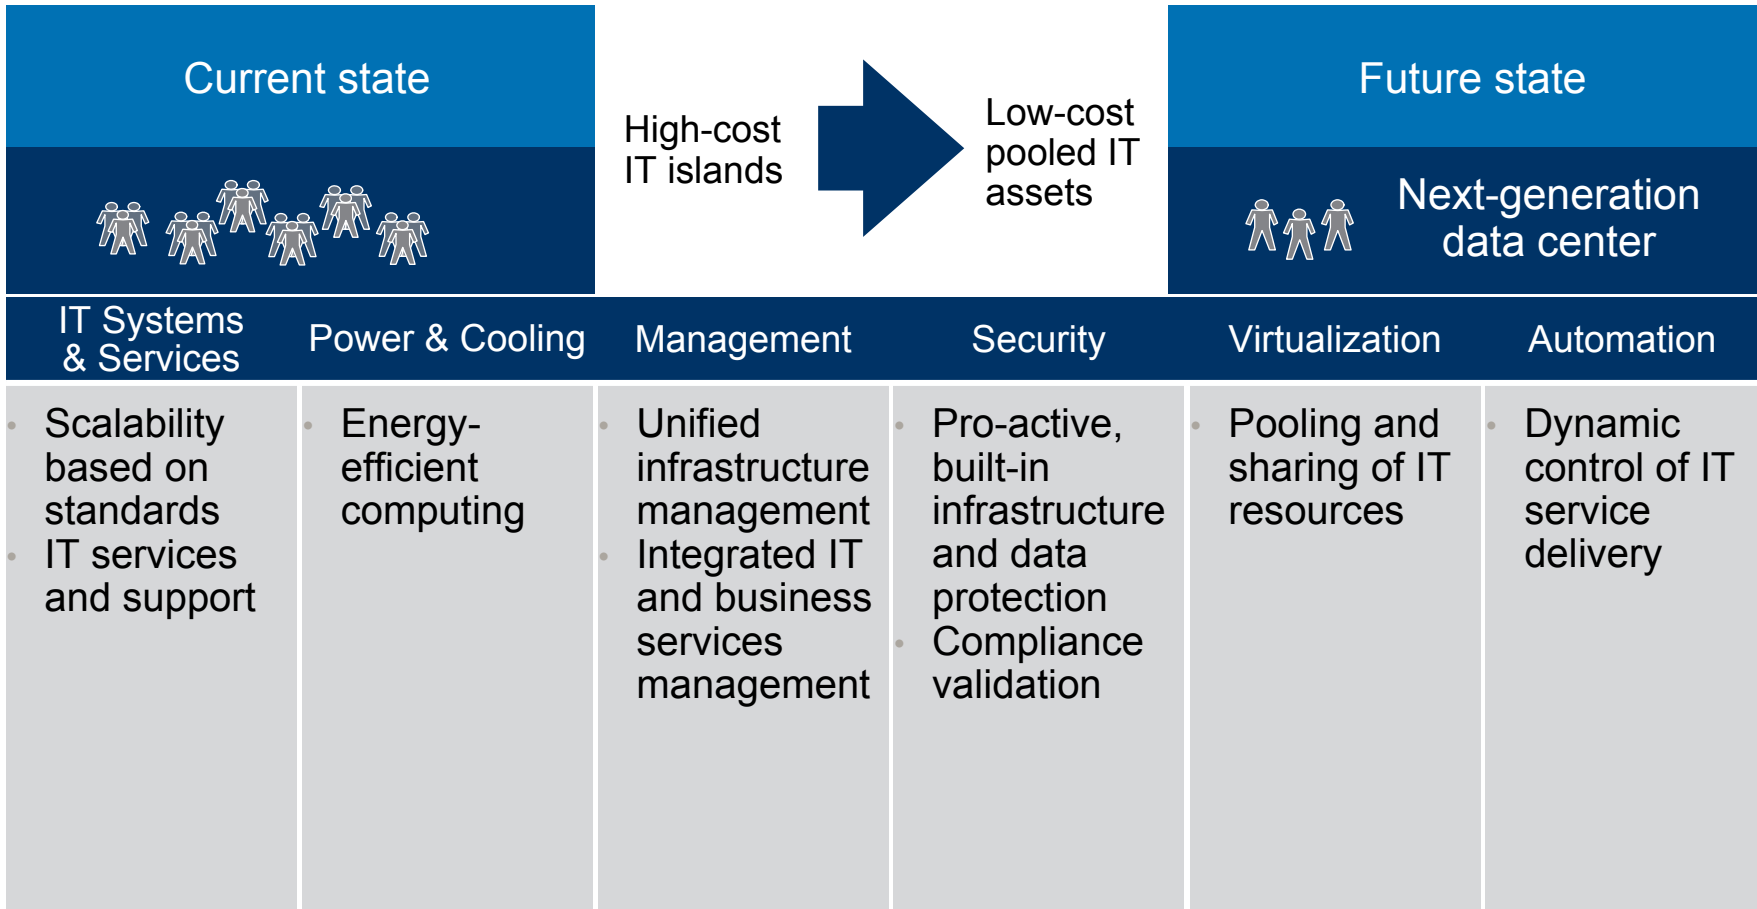 Current state
High-cost
IT islands
Low-cost
pooled IT
assets
Future state
Next-generation
data center
IT Systems
& Services
Power & Cooling
Management
Security
Virtualization
Automation
• Scalability
based on
standards
• IT services
and support
• Energy-
efficient
computing
• Unified
infrastructure
management
• Integrated IT
and business
services
management
• Pro-active,
built-in
infrastructure
and data
protection
• Compliance
validation
• Pooling and
sharing of IT
resources
• Dynamic
control of IT
service
delivery